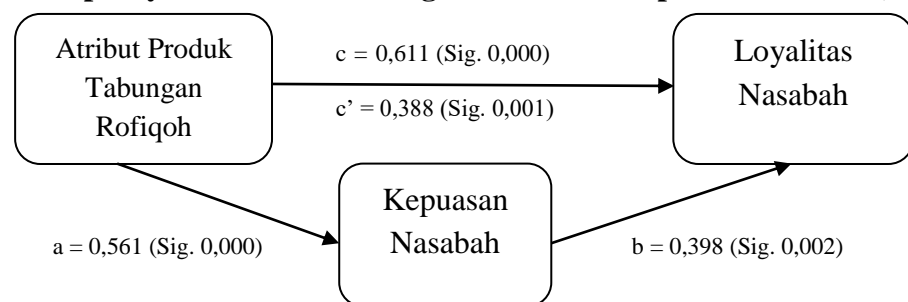 Atribut Produk
Tabungan
Rofiqoh
c = 0,611 (Sig. 0,000)
c’ = 0,388 (Sig. 0,001)
Loyalitas
Nasabah
Kepuasan
Nasabah
a = 0,561 (Sig. 0,000)
b = 0,398 (Sig. 0,002)